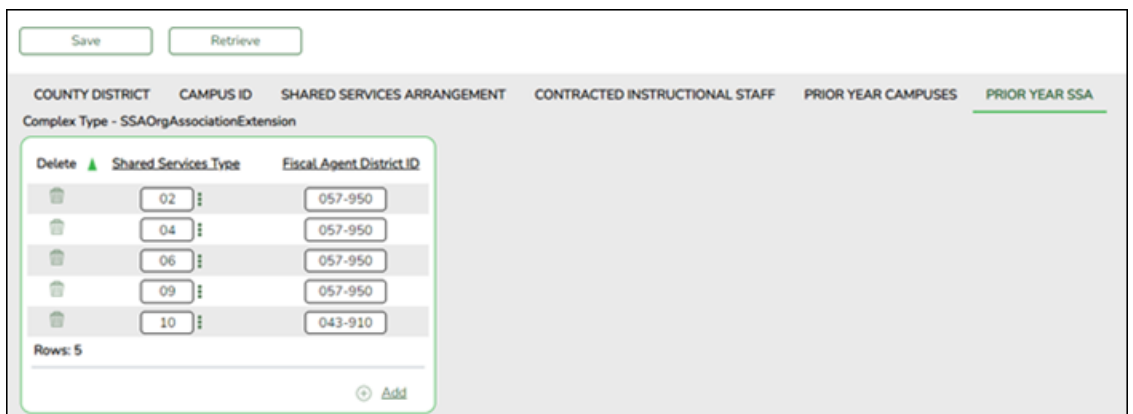 Save Retrieve
COUNTY DISTRICT CAMPUS ID SHARED SERVICES ARRANGEMENT CONTRACTED INSTRUCTIONAL STAFF PRIOR YEAR CAMPUSES PRIOR YEAR SSA
Complex Type - SSAOrgAssociationExtension
Delete Shared Services Type Fiscal Agent District ID
02 057-950
04 057-950
06 057-950
09 057-950
10 043-910
Rows: 5
Add